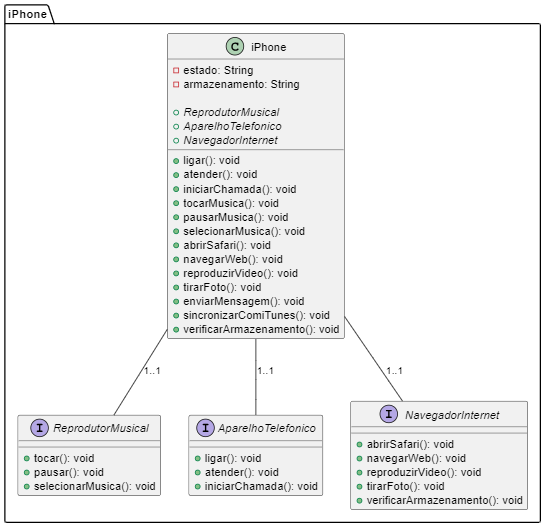 iPhone
C iPhone
estado: String
armazenamento: String
ReprodutorMusical
AparelhoTelefonico
NavegadorInternet
ligar(): void
atender(): void
iniciarChamada(): void
tocarMusica(): void
pausarMusica(): void
selecionarMusica(): void
abrirSafari(): void
navegarWeb(): void
reproduzirVideo(): void
tirarFoto(): void
enviarMensagem(): void
sincronizarComiTunes(): void
verificarArmazenamento(): void
1..1
1..1
1..1
I ReprodutorMusical
tocar(): void
pausar(): void
selecionarMusica(): void
I AparelhoTelefonico
ligar(): void
atender(): void
iniciarChamada(): void
I NavegadorInternet
abrirSafari(): void
navegarWeb(): void
reproduzirVideo(): void
tirarFoto(): void
verificarArmazenamento(): void